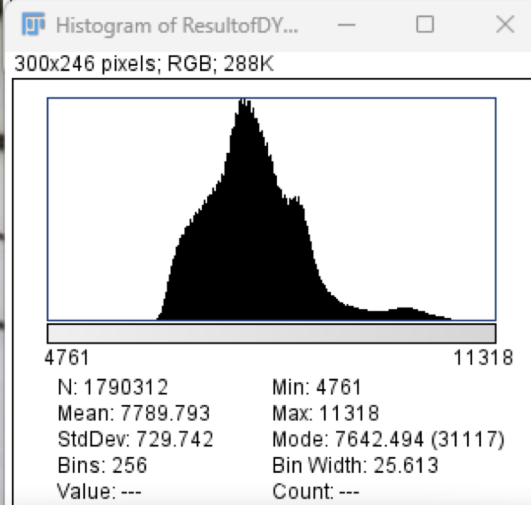 Histogram of ResultofDY...
300x246 pixels; RGB; 288K
4761 11318
N: 1790312 Min: 4761
Mean: 7789.793 Max: 11318
StdDev: 729.742 Mode: 7642.494 (31117)
Bins: 256 Bin Width: 25.613
Value: --- Count: ---